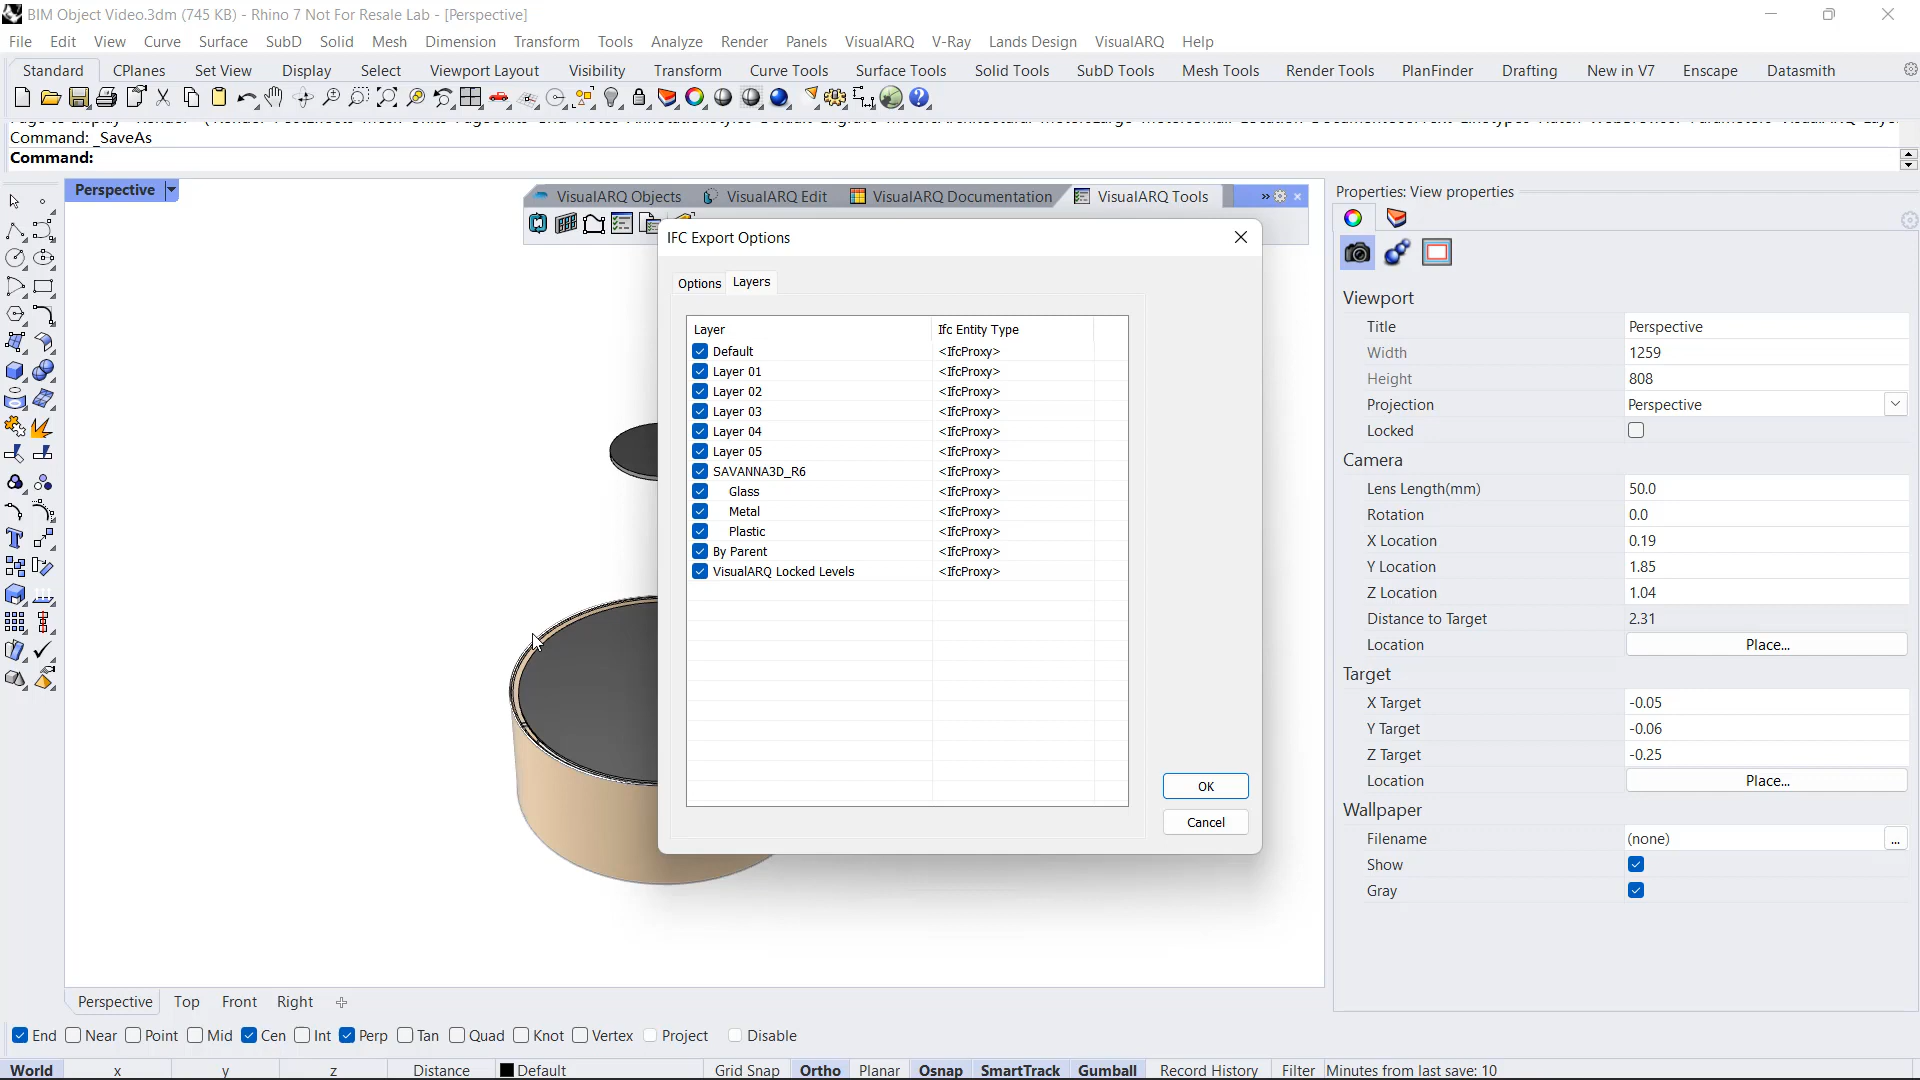 BIM Object Video.3dm (745 KB) - Rhino 7 Not For Resale Lab - [Perspective]
File Edit View Curve Surface SubD Solid Mesh Dimension Transform Tools Analyze Render Panels VisualARQ V-Ray Lands Design VisualARQ Help
Standard CPlanes Set View Display Select Viewport Layout Visibility Transform Curve Tools Surface Tools Solid Tools SubD Tools Mesh Tools Render Tools PlanFinder Drafting New in V7 Enscape Datasmith
Command: _SaveAs
Command:
Perspective
VisualARQ Objects VisualARQ Edit VisualARQ Documentation VisualARQ Tools
IFC Export Options
Options Layers
Layer Ifc Entity Type
Default <IfcProxy>
Layer 01 <IfcProxy>
Layer 02 <IfcProxy>
Layer 03 <IfcProxy>
Layer 04 <IfcProxy>
Layer 05 <IfcProxy>
SAVANNA3D_R6 <IfcProxy>
Glass <IfcProxy>
Metal <IfcProxy>
Plastic <IfcProxy>
By Parent <IfcProxy>
VisualARQ Locked Levels <IfcProxy>
OK
Cancel
Properties: View properties
Viewport
Title Perspective
Width 1259
Height 808
Projection Perspective
Locked
Camera
Lens Length(mm) 50.0
Rotation 0.0
X Location 0.19
Y Location 1.85
Z Location 1.04
Distance to Target 2.31
Location Place...
Target
X Target -0.05
Y Target -0.06
Z Target -0.25
Location Place...
Wallpaper
Filename (none) ...
Show
Gray
Perspective Top Front Right
End Near Point Mid Cen Int Perp Tan Quad Knot Vertex Project Disable
World x y z Distance Default Grid Snap Ortho Planar Osnap SmartTrack Gumball Record History Filter Minutes from last save: 10